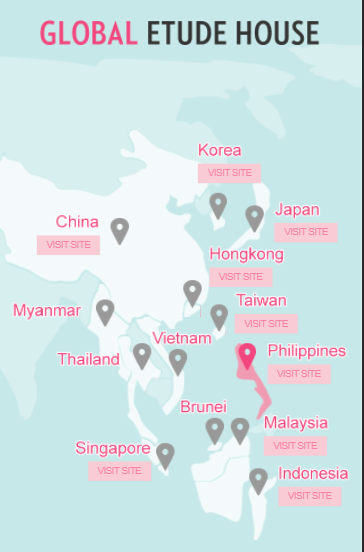 GLOBAL ETUDE HOUSE
Korea
VISIT SITE
Japan
VISIT SITE
China
VISIT SITE
Hongkong
VISIT SITE
Taiwan
VISIT SITE
Myanmar
Vietnam
Thailand
Philippines
VISIT SITE
Brunei
Malaysia
VISIT SITE
Singapore
VISIT SITE
Indonesia
VISIT SITE